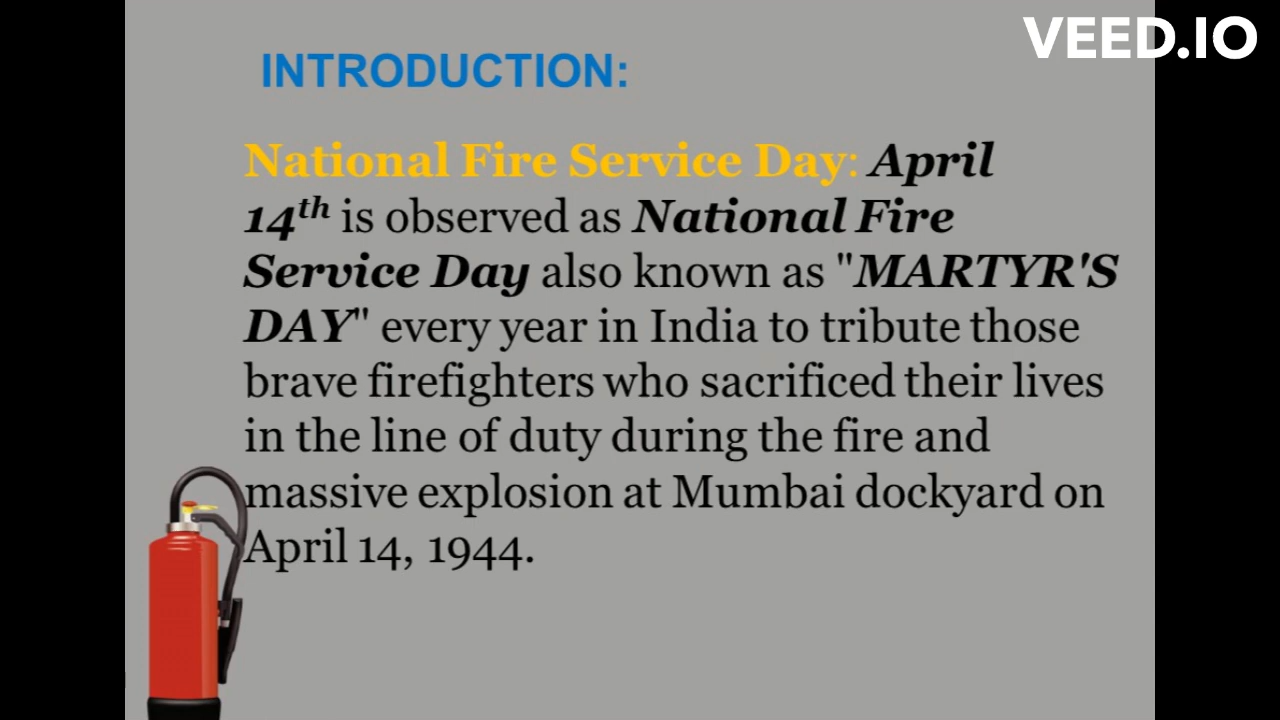 VEED.IO
INTRODUCTION:
National Fire Service Day: April
14th is observed as National Fire
Service Day also known as "MARTYR'S
DAY" every year in India to tribute those
brave firefighters who sacrificed their lives
in the line of duty during the fire and
massive explosion at Mumbai dockyard on
April 14, 1944.